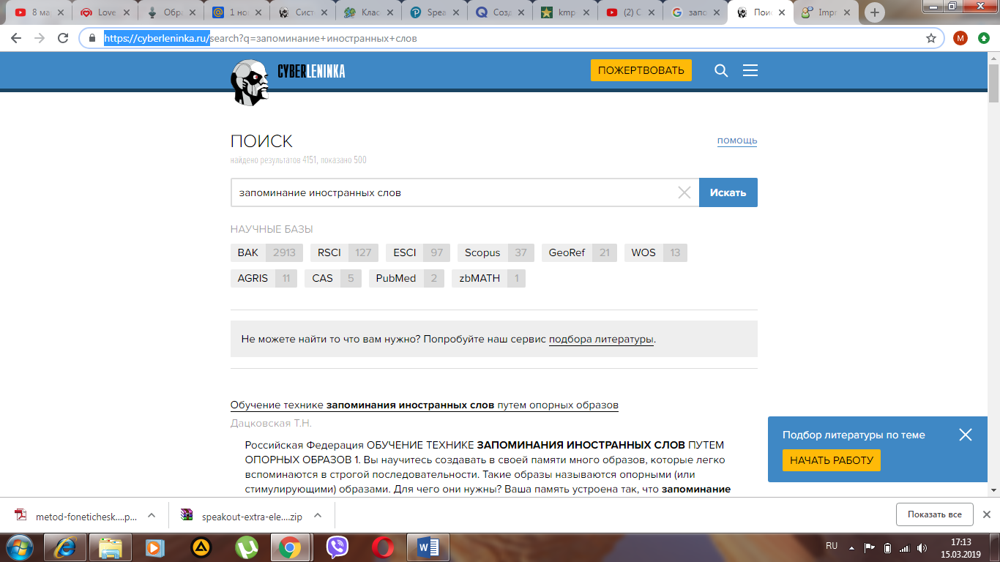 8 ма
Love
Обра
1 но
Сист
Клас
Spea
Созд
kmp
(2) С
запо
Пои
Impr
https://cyberleninka.ru/search?q=запоминание+иностранных+слов
M
CYBERLENINKA
ПОЖЕРТВОВАТЬ
ПОИСК
помощь
найдено результатов 4151, показано 500
запоминание иностранных слов
Искать
НАУЧНЫЕ БАЗЫ
ВАК 2913 RSCI 127 ESCI 97 Scopus 37 GeoRef 21 WOS 13
AGRIS 11 CAS 5 PubMed 2 zbMATH 1
Не можете найти то что вам нужно? Попробуйте наш сервис подбора литературы.
Обучение технике запоминания иностранных слов путем опорных образов
Дацковская Т.Н.
Российская Федерация ОБУЧЕНИЕ ТЕХНИКЕ ЗАПОМИНАНИЯ ИНОСТРАННЫХ СЛОВ ПУТЕМ
ОПОРНЫХ ОБРАЗОВ 1. Вы научитесь создавать в своей памяти много образов, которые легко
вспоминаются в строгой последовательности. Такие образы называются опорными (или
стимулирующими) образами. Для чего они нужны? Ваша память устроена так, что запоминание
Подбор литературы по теме
НАЧАТЬ РАБОТУ
metod-fonetichesk....p...
speakout-extra-ele....zip
Показать все
RU
17:13
15.03.2019